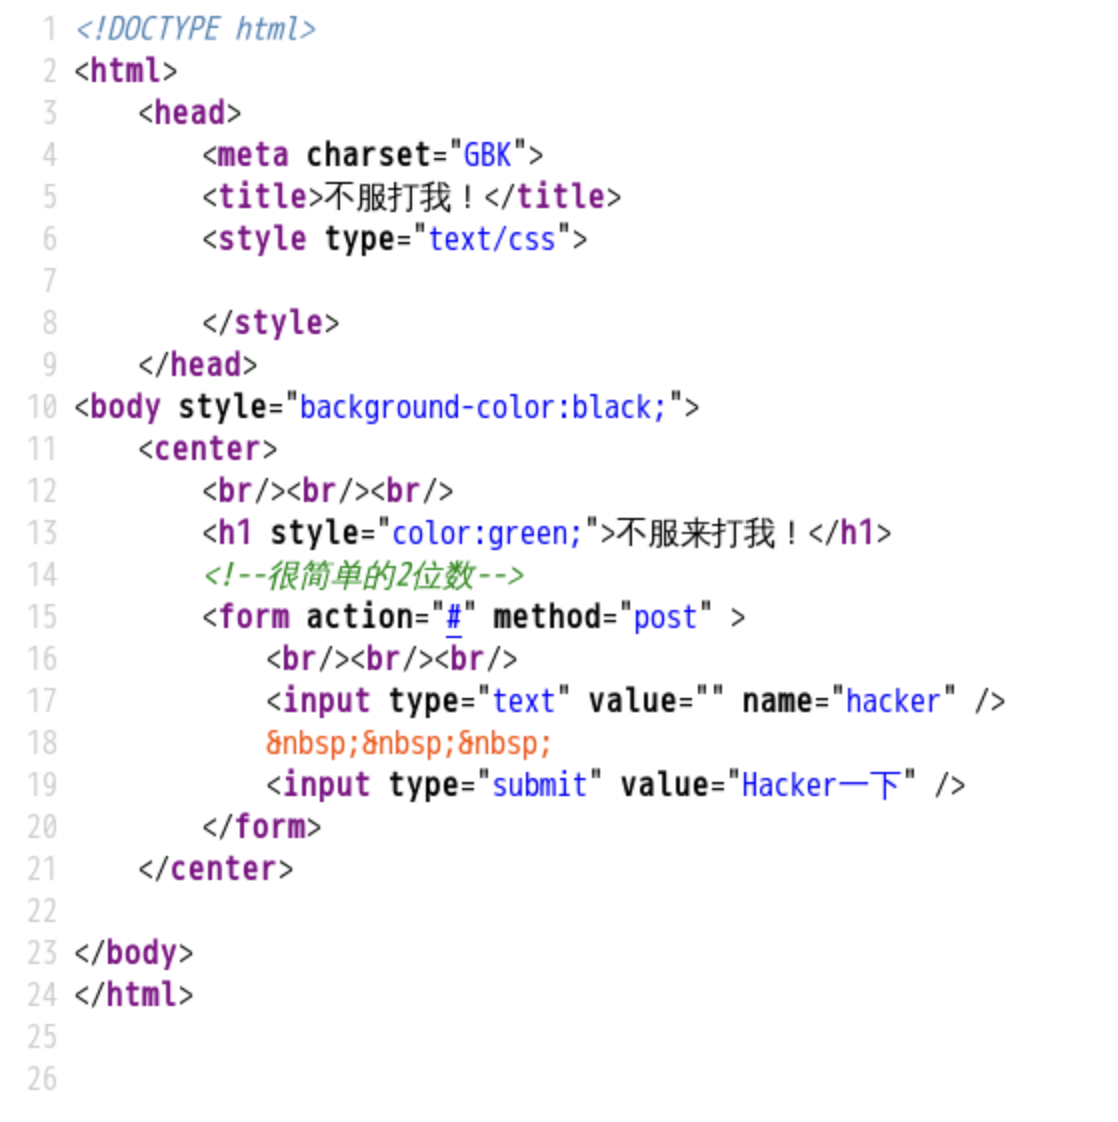 1 <!DOCTYPE html>
2 <html>
3     <head>
4         <meta charset="GBK">
5         <title>不服打我！</title>
6         <style type="text/css">
7
8         </style>
9     </head>
10 <body style="background-color:black;">
11     <center>
12         <br/><br/><br/>
13         <h1 style="color:green;">不服来打我！</h1>
14         <!--很简单的2位数-->
15         <form action="#" method="post" >
16             <br/><br/><br/>
17             <input type="text" value="" name="hacker" />
18             &nbsp;&nbsp;&nbsp;
19             <input type="submit" value="Hacker一下" />
20         </form>
21     </center>
22
23 </body>
24 </html>
25
26